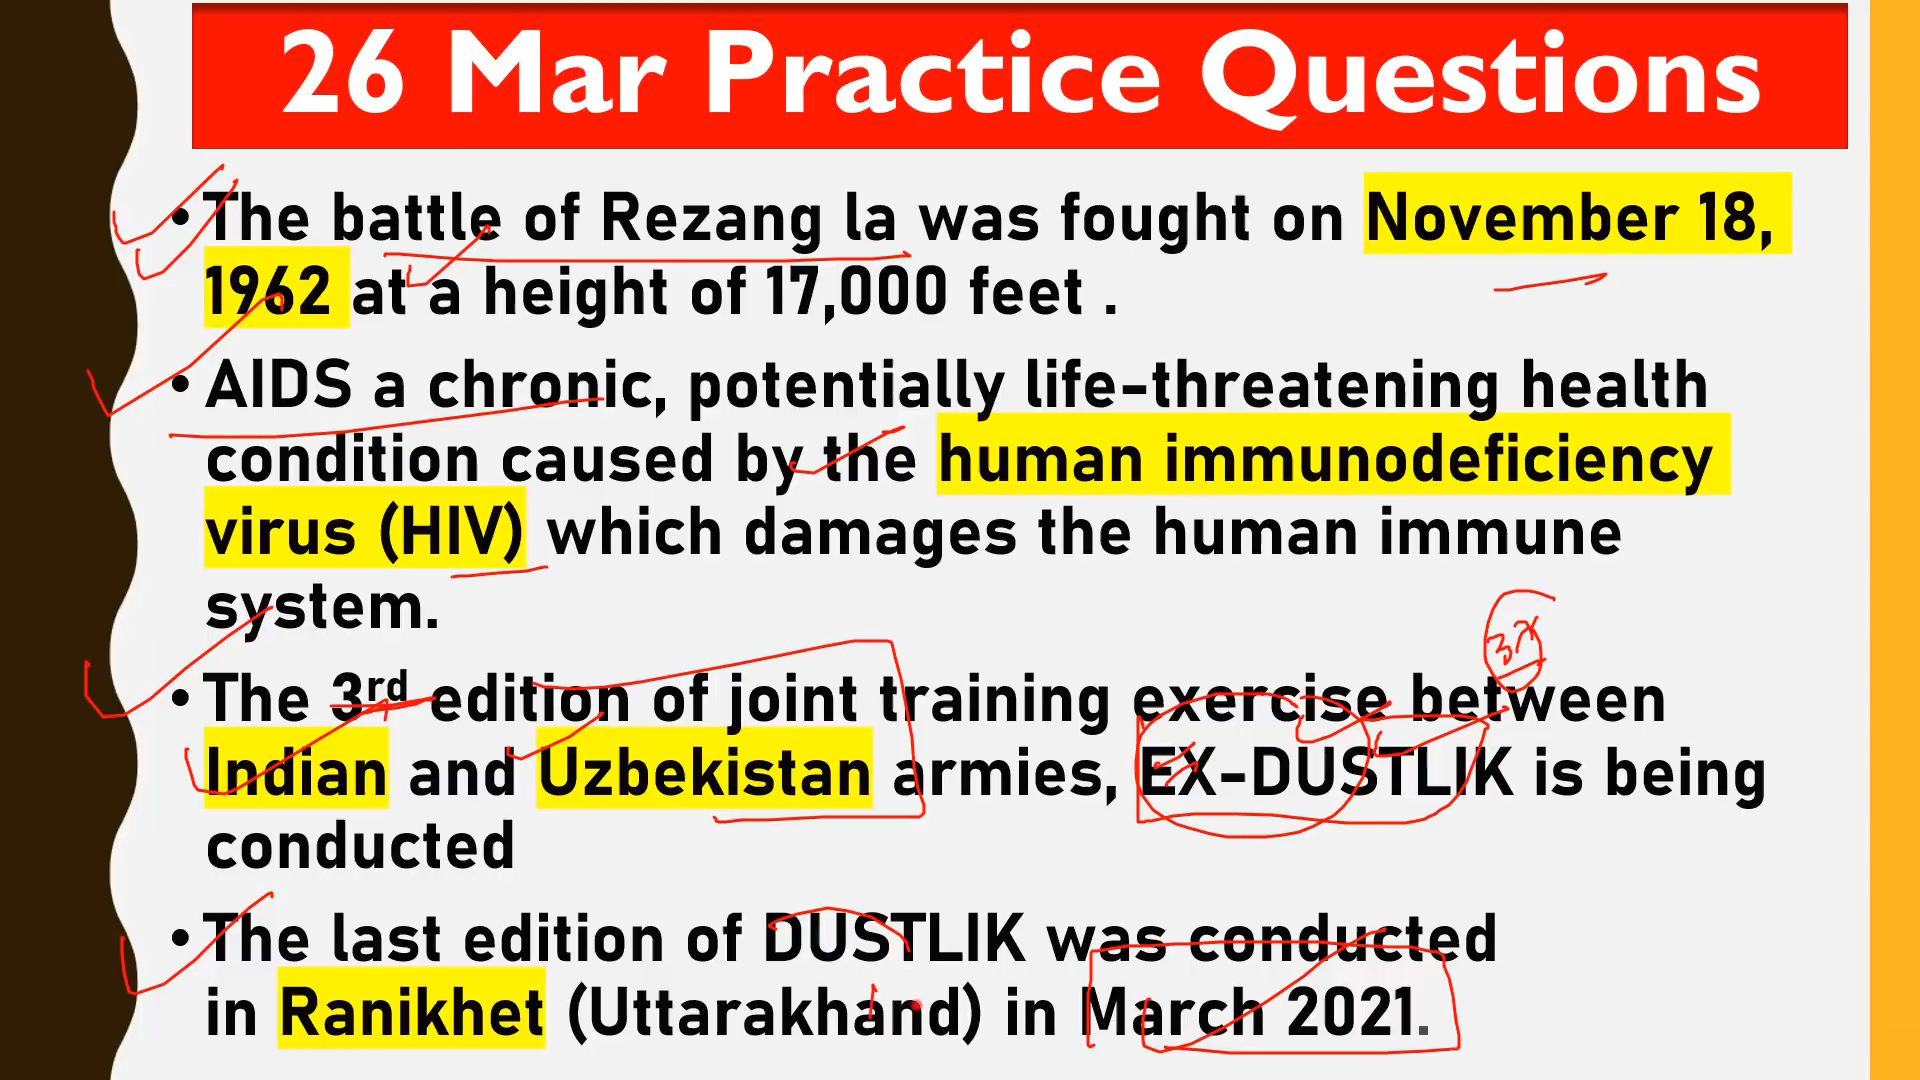 26 Mar Practice Questions
• The battle of Rezang la was fought on November 18,
1962 at a height of 17,000 feet .
• AIDS a chronic, potentially life-threatening health
condition caused by the human immunodeficiency
virus (HIV) which damages the human immune
system.
• The 3rd edition of joint training exercise between
Indian and Uzbekistan armies, EX-DUSTLIK is being
conducted
• The last edition of DUSTLIK was conducted
in Ranikhet (Uttarakhand) in March 2021.